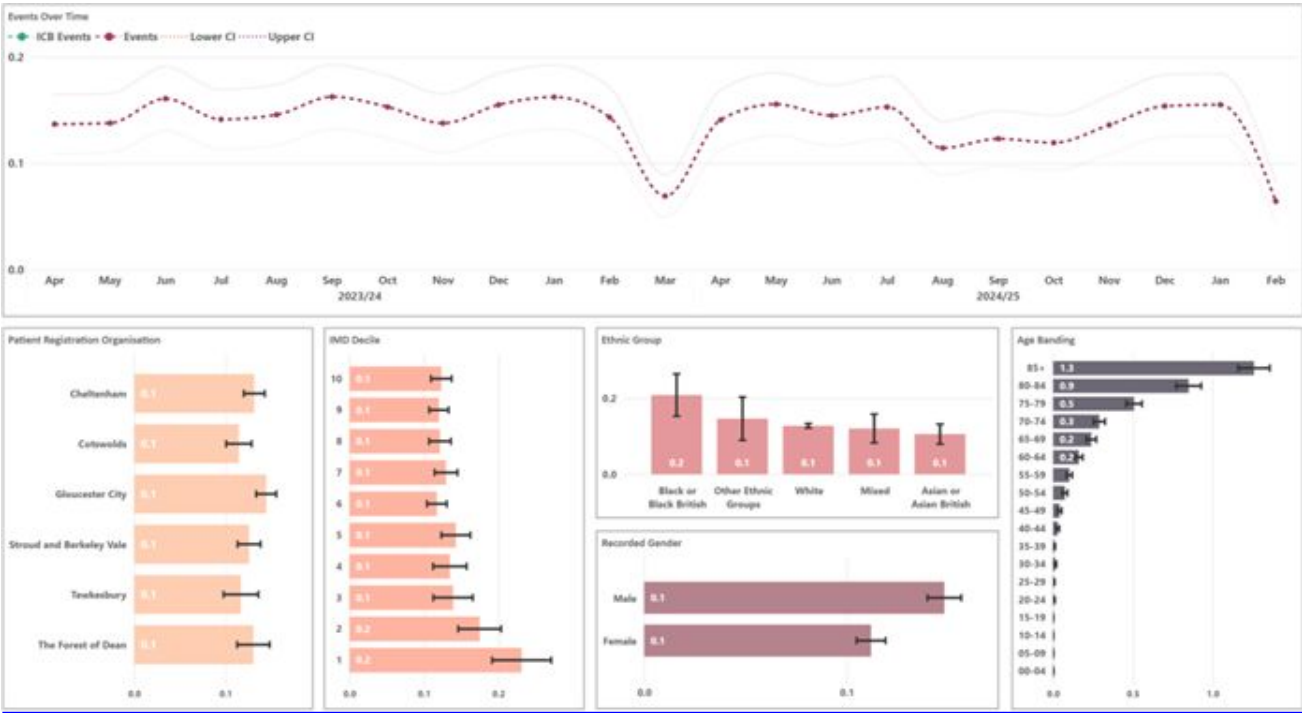 Events Over Time
ICB Events Events Lower CI Upper CI
0.2
0.1
0.0
Apr May Jun Jul Aug Sep Oct Nov Dec Jan Feb Mar Apr May Jun Jul Aug Sep Oct Nov Dec Jan Feb
2023/24 2024/25
Patient Registration Organisation
Cheltenham 0.1
Cotswolds 0.1
Gloucester City 0.1
Stroud and Berkeley Vale 0.1
Tewkesbury 0.1
The Forest of Dean 0.1
0.0 0.1
IMD Decile
10 0.1
9 0.1
8 0.1
7 0.1
6 0.1
5 0.1
4 0.1
3 0.1
2 0.2
1 0.2
0.0 0.1 0.2
Ethnic Group
0.2
0.0
0.2 0.1 0.1 0.1 0.1
Black or Other Ethnic White Mixed Asian or
Black British Groups Asian British
Recorded Gender
Male 0.1
Female 0.1
0.0 0.1
Age Banding
85+ 1.3
80-84 0.9
75-79 0.5
70-74 0.3
65-69 0.2
60-64 0.2
55-59
50-54
45-49
40-44
35-39
30-34
25-29
20-24
15-19
10-14
05-09
00-04
0.0 0.5 1.0